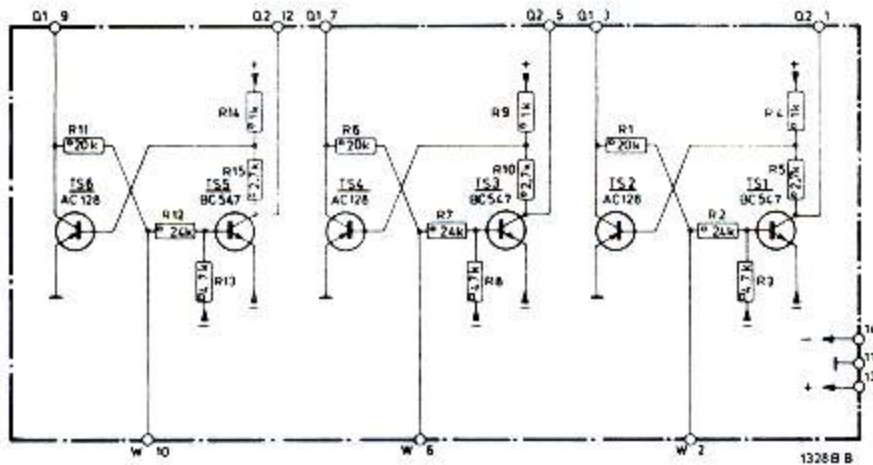 Q1 9 Q2 12 Q1 7 Q2 5 Q1 3 Q2 1
+ + +
R14 1k R9 1k 1k
R11 20k R6 20k R1 20k
R15 2,7k R10 2,7k R5 2,7k
TS6 TS5 TS4 TS3 TS2 TS1
AC128 BC547 AC128 BC547 AC128 BC547
R12 24k R7 24k R2 24k
4,7k R13 4,7k R8 4,7k R3
-
+
11
13
W 10 W 6 W 2
1328 B B